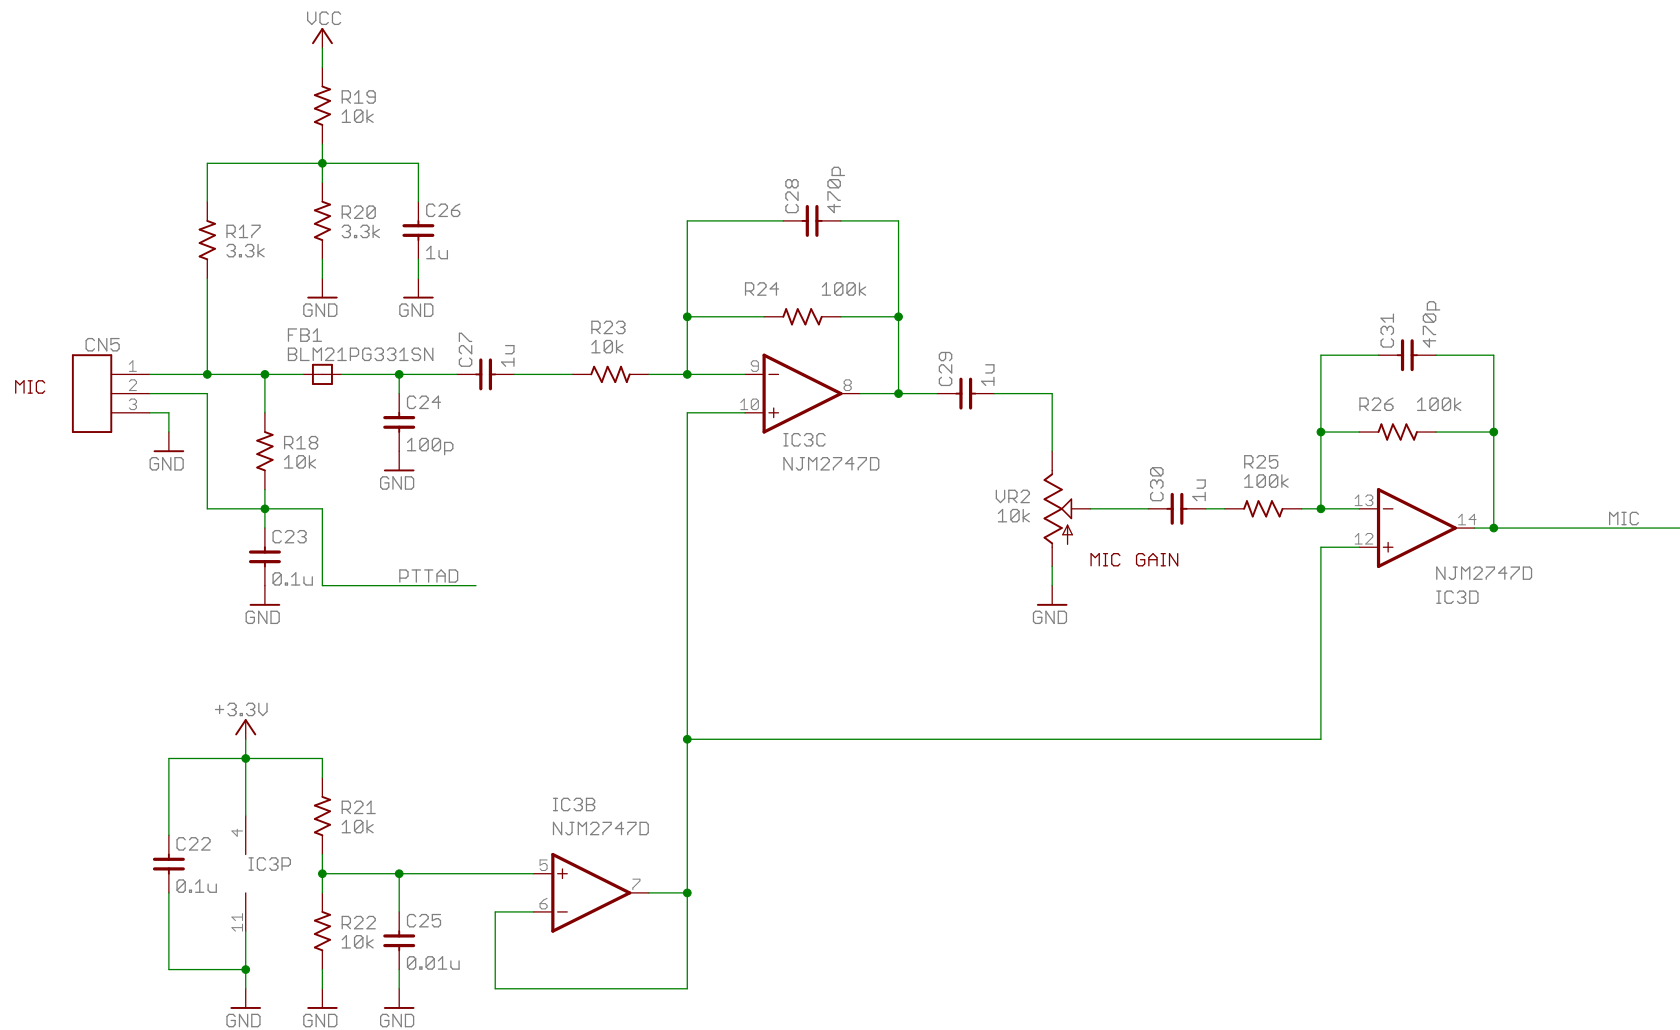 VCC
R19
10k
R17
3.3k
R20
3.3k
C26
1u
GND
GND
C28
470p
R24 100k
FB1
BLM21PG331SN
CN5
MIC
1
2
3
GND
R18
10k
C24
100p
GND
C27
1u
R23
10k
9
10
8
IC3C
NJM2747D
C29
1u
C31
470p
R26 100k
VR2
10k
MIC GAIN
GND
C30
1u
R25
100k
13
12
14
MIC
NJM2747D
IC3D
C23
0.1u
GND
PTTAD
+3.3V
C22
0.1u
4
IC3P
11
GND
R21
10k
R22
10k
GND
C25
0.01u
GND
IC3B
NJM2747D
5
6
7